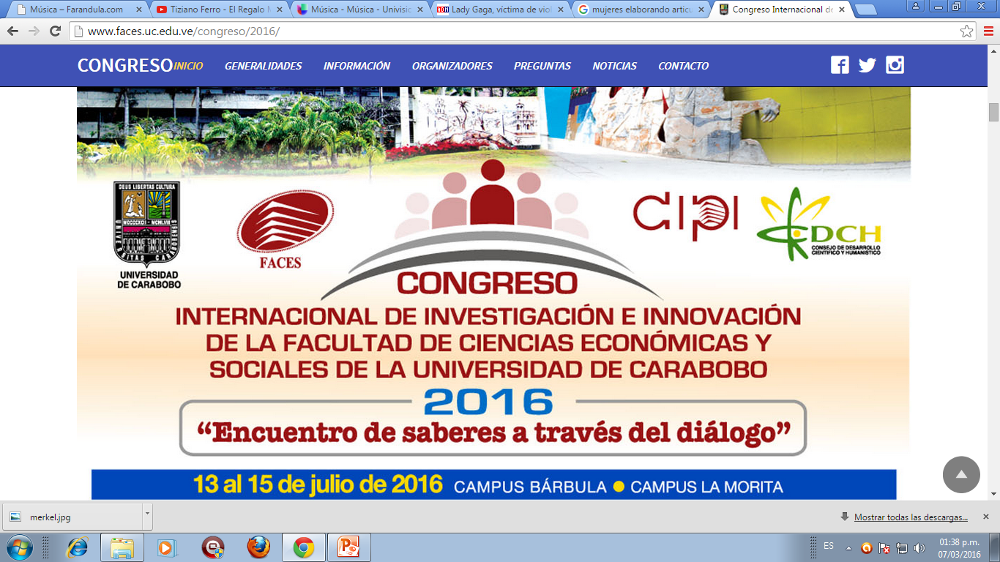 Música – Farandula.com
Tiziano Ferro - El Regalo M
Música - Música - Univisic
Lady Gaga, víctima de viol
mujeres elaborando articu
Congreso Internacional de
www.faces.uc.edu.ve/congreso/2016/
CONGRESO INICIO GENERALIDADES INFORMACIÓN ORGANIZADORES PREGUNTAS NOTICIAS CONTACTO
DEUS LIBERTAS CULTURA
UNIVERSITAS CARABOBENSIS
UNIVERSIDAD
DE CARABOBO
FACES
CIPI
CDCH
CONSEJO DE DESARROLLO
CIENTÍFICO Y HUMANÍSTICO
CONGRESO
INTERNACIONAL DE INVESTIGACIÓN E INNOVACIÓN
DE LA FACULTAD DE CIENCIAS ECONÓMICAS Y
SOCIALES DE LA UNIVERSIDAD DE CARABOBO
2016
“Encuentro de saberes a través del diálogo”
13 al 15 de julio de 2016 CAMPUS BÁRBULA ● CAMPUS LA MORITA
merkel.jpg
Mostrar todas las descargas...
ES
01:38 p.m.
07/03/2016